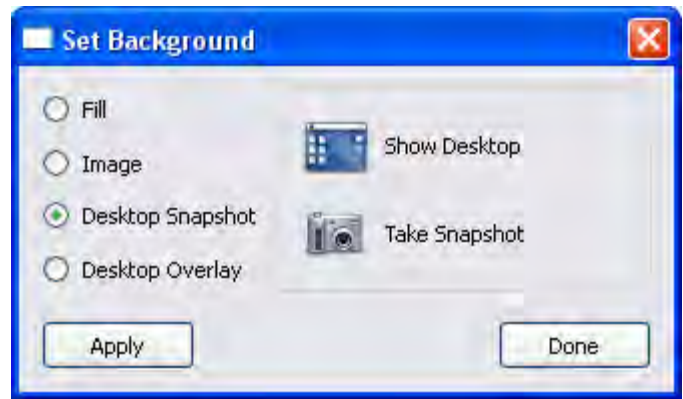 Set Background
Fill
Image
Desktop Snapshot
Desktop Overlay
Show Desktop
Take Snapshot
Apply
Done